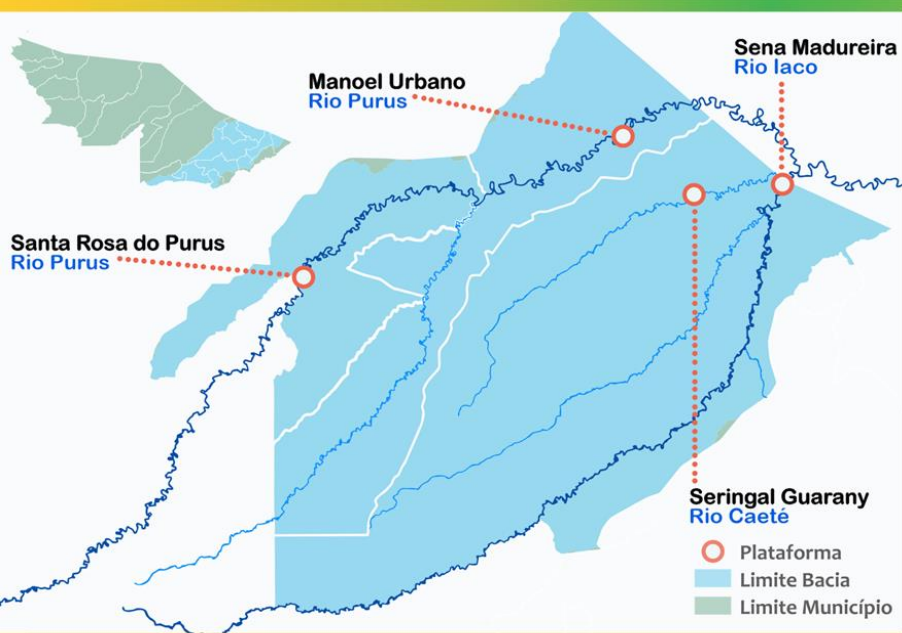 Sena Madureira
Rio Iaco
Manoel Urbano
Rio Purus
Santa Rosa do Purus
Rio Purus
Seringal Guarany
Rio Caeté
Plataforma
Limite Bacia
Limite Município